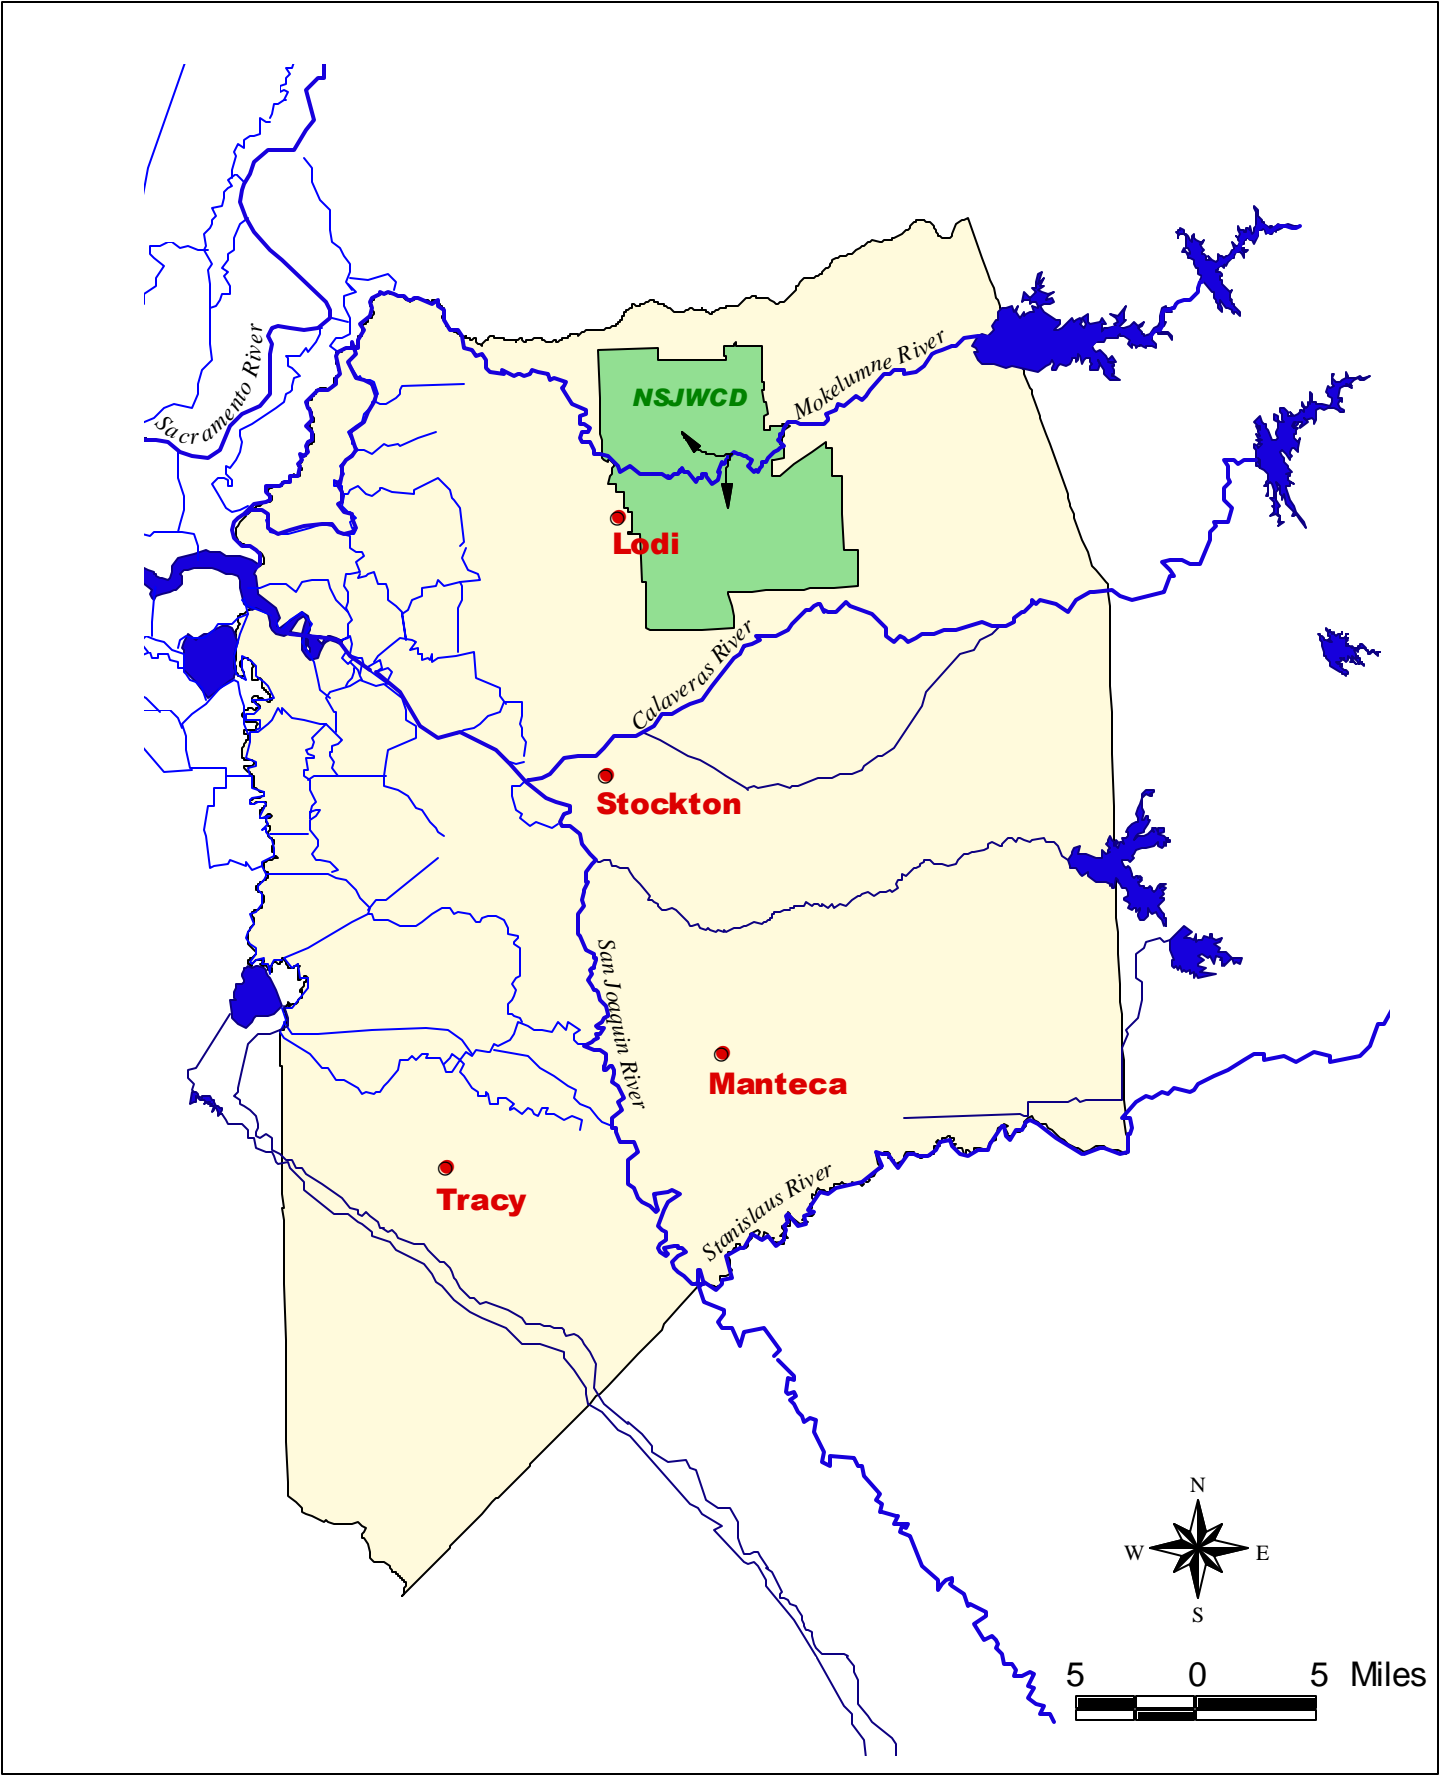 Sacramento River
NSJWCD
Mokelumne River
Lodi
Calaveras River
Stockton
San Joaquin River
Manteca
Stanislaus River
Tracy
N
W E
S
5 0 5 Miles